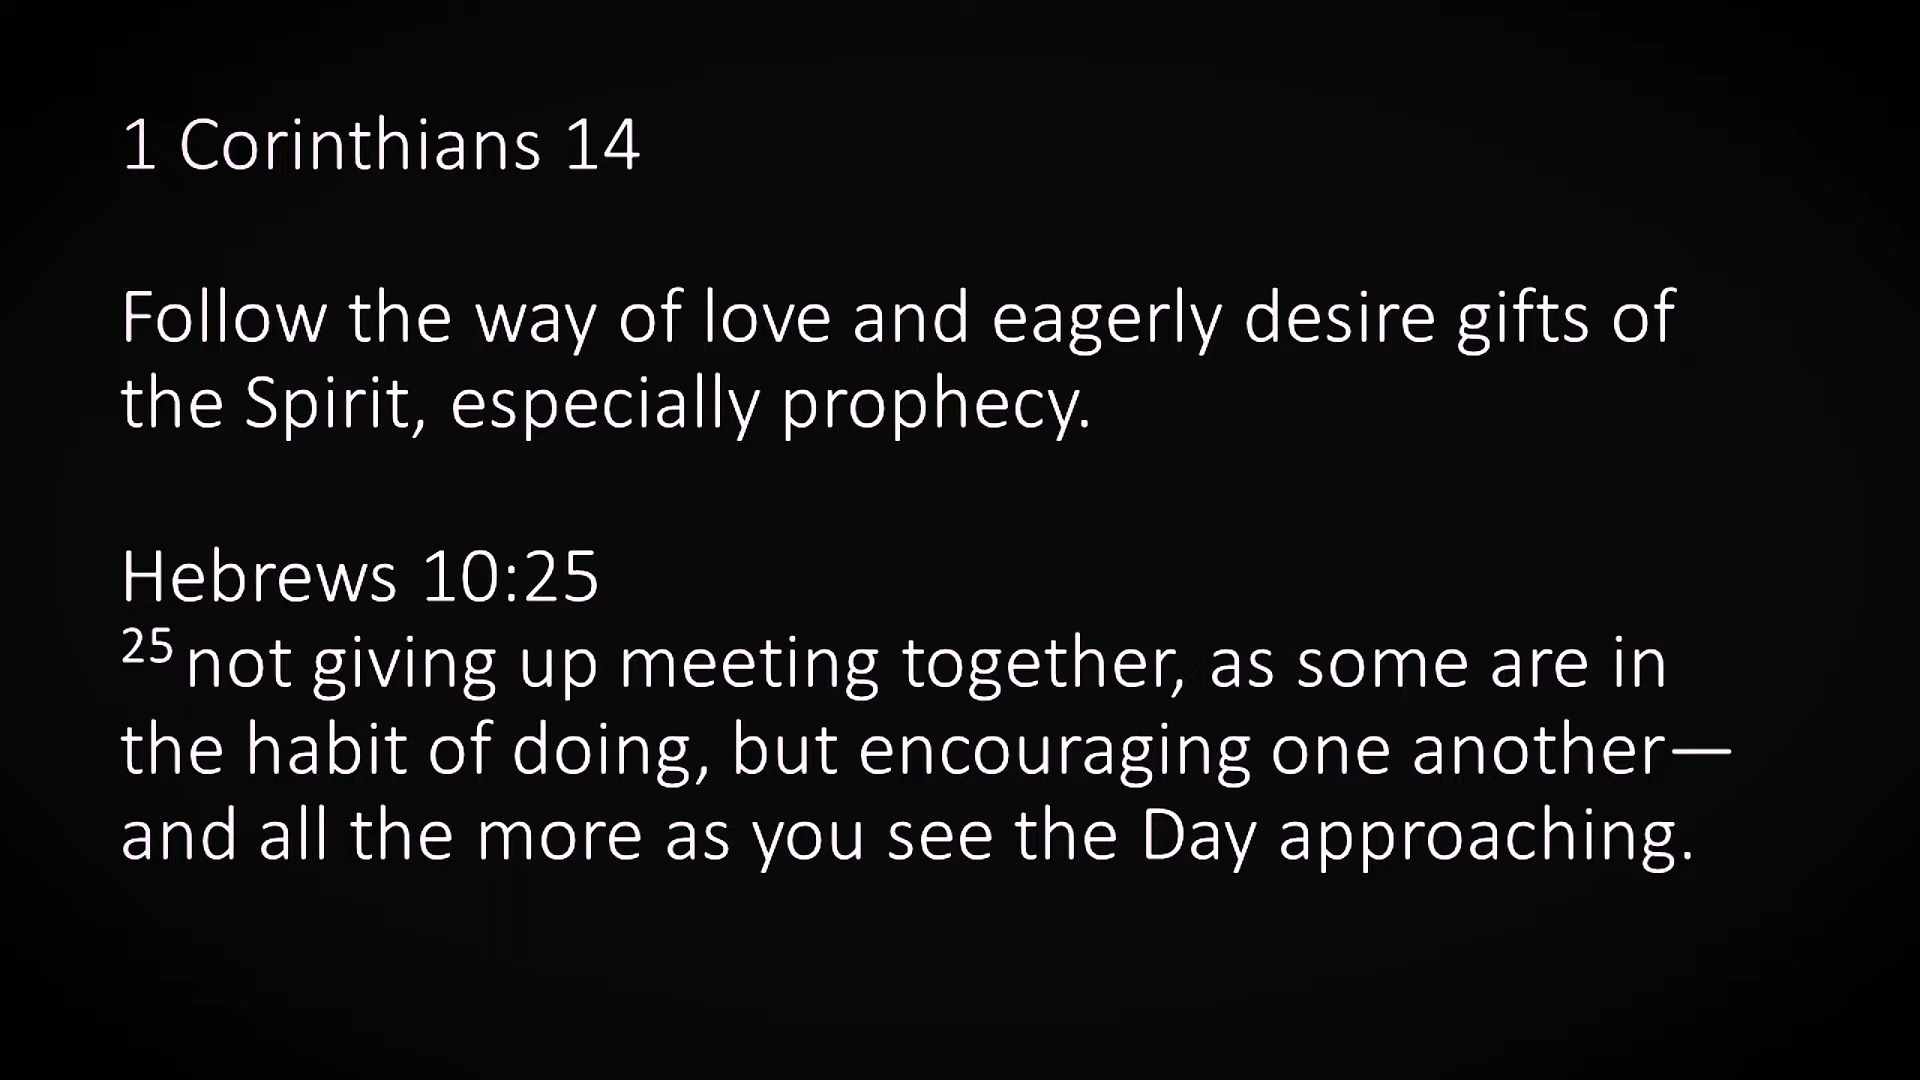 1 Corinthians 14
Follow the way of love and eagerly desire gifts of
the Spirit, especially prophecy.
Hebrews 10:25
25 not giving up meeting together, as some are in
the habit of doing, but encouraging one another—
and all the more as you see the Day approaching.